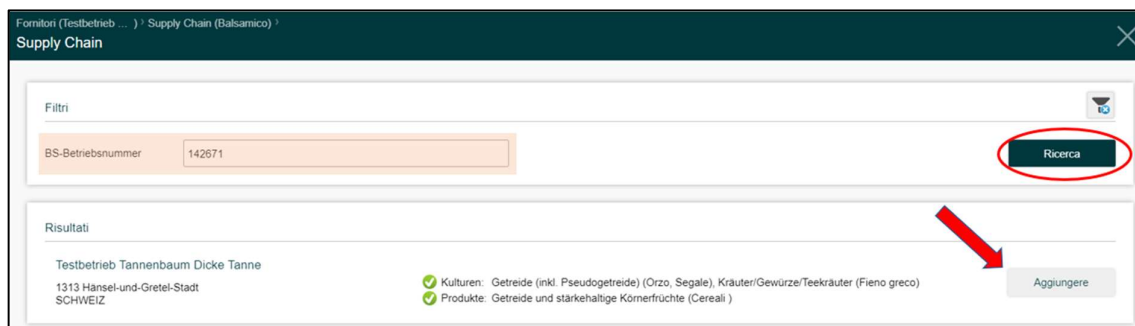 Fornitori (Testbetrieb ... ) › Supply Chain (Balsamico) ›
Supply Chain
Filtri
BS-Betriebsnummer 142671 Ricerca
Risultati
Testbetrieb Tannenbaum Dicke Tanne
1313 Hänsel-und-Gretel-Stadt
SCHWEIZ
Kulturen: Getreide (inkl. Pseudogetreide) (Orzo, Segale), Kräuter/Gewürze/Teekräuter (Fieno greco)
Produkte: Getreide und stärkehaltige Körnerfrüchte (Cereali )
Aggiungere